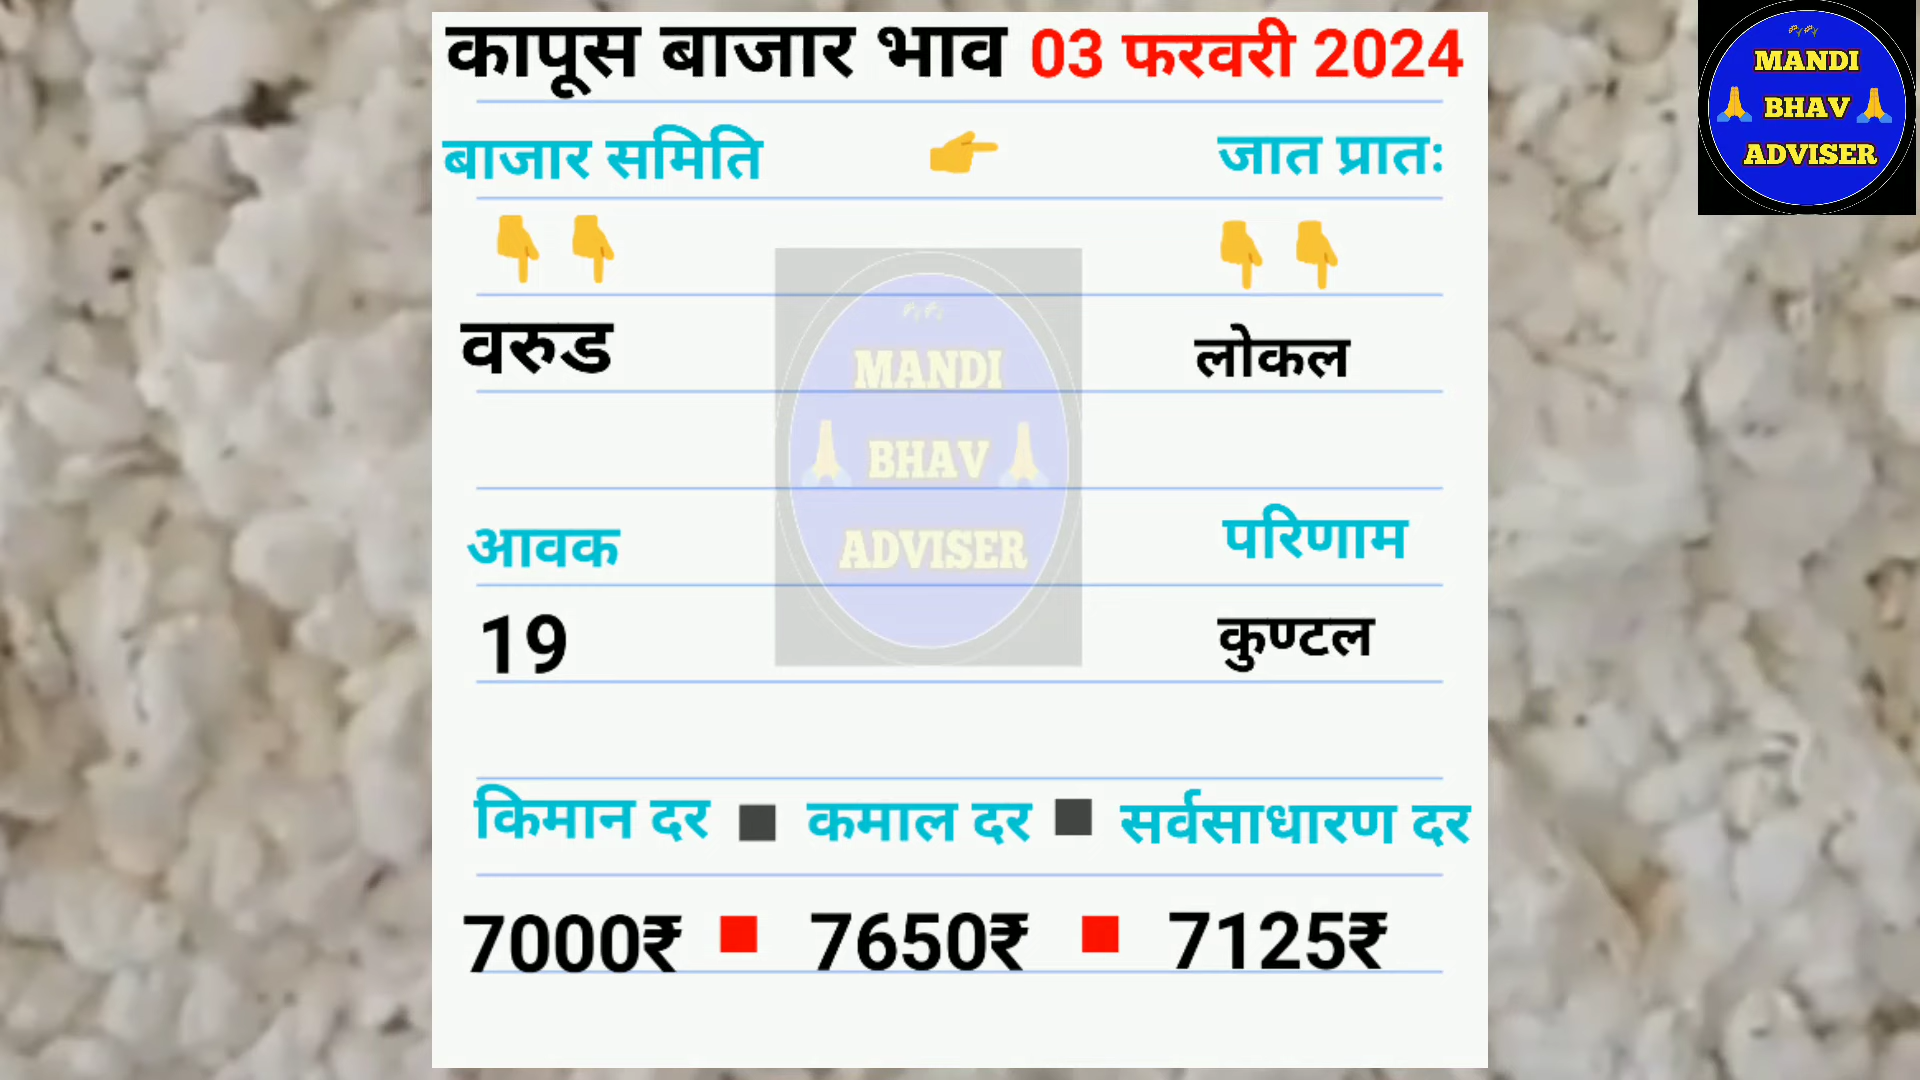 कापूस बाजार भाव 03 फरवरी 2024
बाजार समिति 👉 जात प्रातः
👇 👇 👇 👇
वरुड लोकल
आवक परिणाम
19 कुण्टल
किमान दर ◼ कमाल दर ◼ सर्वसाधारण दर
7000₹ 🟥 7650₹ 🟥 7125₹
MANDI
BHAV
ADVISER
MANDI
BHAV
ADVISER